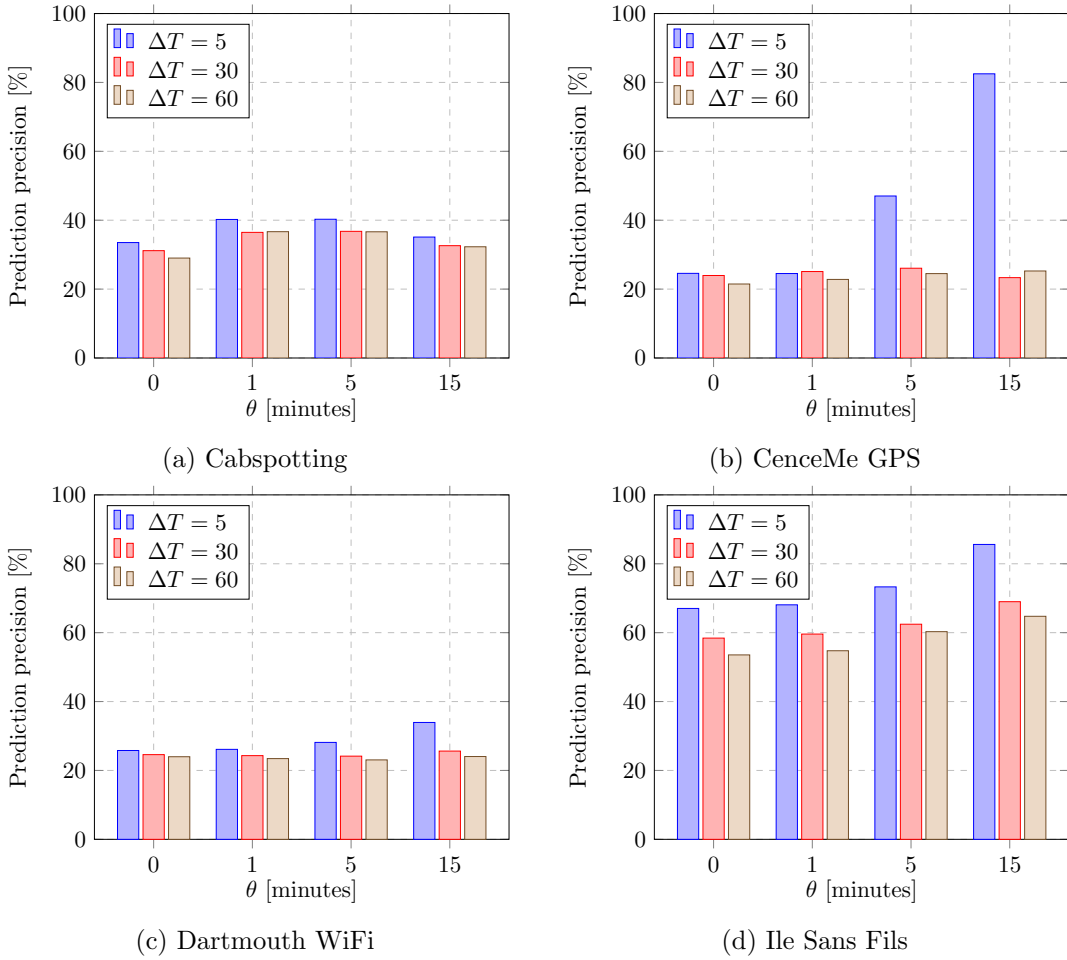 100
80
60
40
20
0
Prediction precision [%]
ΔT = 5
ΔT = 30
ΔT = 60
0 1 5 15
θ [minutes]
(a) Cabspotting
100
80
60
40
20
0
Prediction precision [%]
ΔT = 5
ΔT = 30
ΔT = 60
0 1 5 15
θ [minutes]
(b) CenceMe GPS
100
80
60
40
20
0
Prediction precision [%]
ΔT = 5
ΔT = 30
ΔT = 60
0 1 5 15
θ [minutes]
(c) Dartmouth WiFi
100
80
60
40
20
0
Prediction precision [%]
ΔT = 5
ΔT = 30
ΔT = 60
0 1 5 15
θ [minutes]
(d) Ile Sans Fils